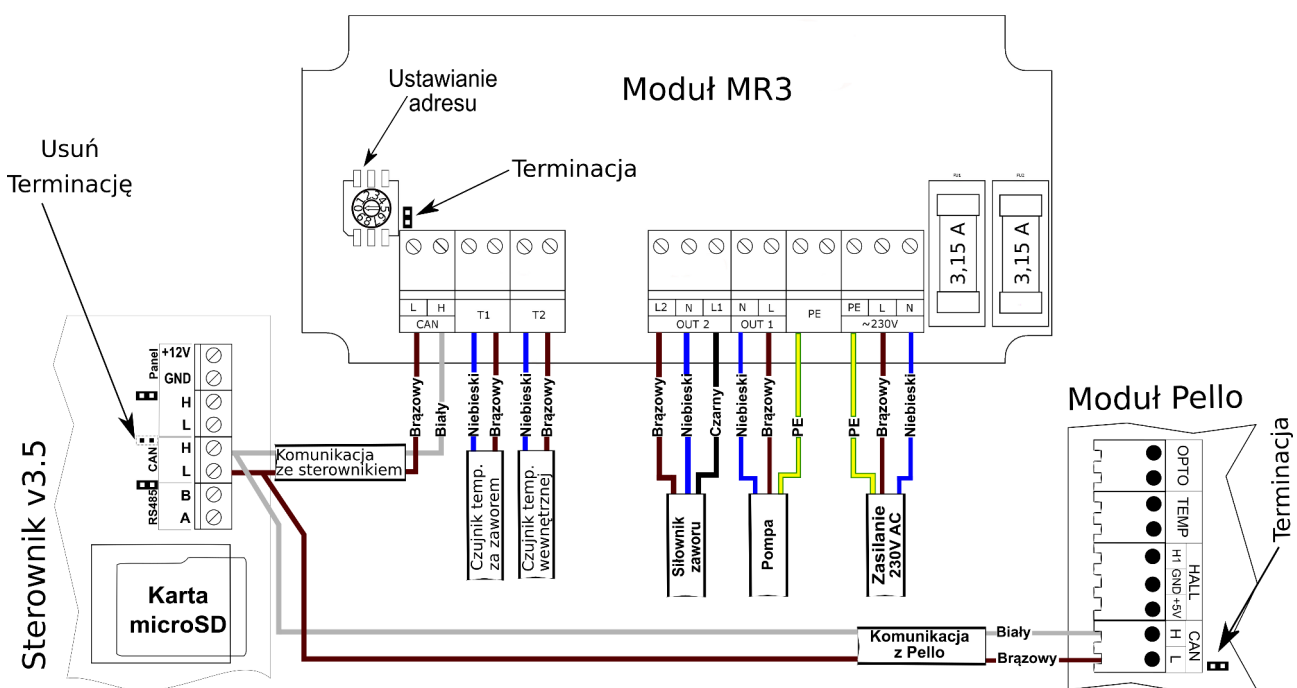 Moduł MR3
Ustawianie
adresu
Terminacja
Usuń
Terminację
FU1
FU2
3,15 A
3,15 A
L
H
CAN
T1
T2
L2
N
L1
OUT 2
N
L
OUT 1
PE
PE
L
N
~230V
Brązowy
Biały
Niebieski
Brązowy
Niebieski
Brązowy
Brązowy
Niebieski
Czarny
Niebieski
Brązowy
PE
PE
Brązowy
Niebieski
Sterownik v3.5
Panel
+12V
GND
H
L
CAN
H
L
RS485
B
A
Karta
microSD
Komunikacja
ze sterownikiem
Czujnik temp.
za zaworem
Czujnik temp.
wewnętrznej
Siłownik
zaworu
Pompa
Zasilanie
230V AC
Moduł Pello
OPTO
TEMP
HALL
H1
GND
+5V
CAN
H
L
Terminacja
Komunikacja
z Pello
Biały
Brązowy